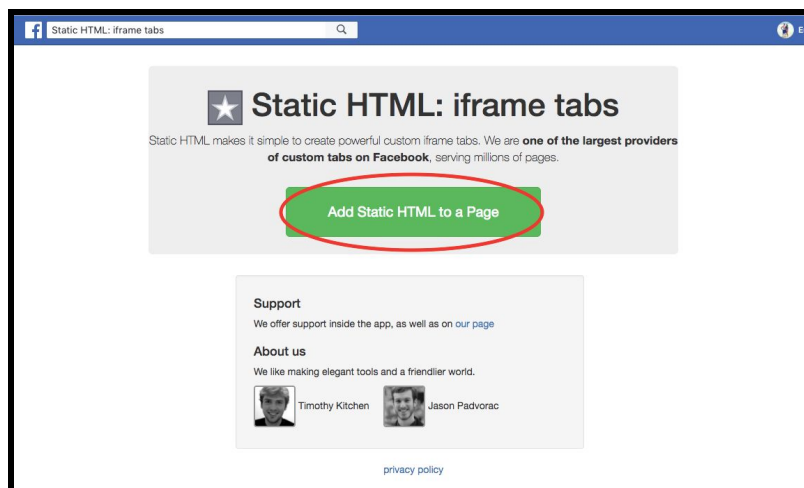 Static HTML: iframe tabs
Static HTML: iframe tabs
Static HTML makes it simple to create powerful custom iframe tabs. We are one of the largest providers
of custom tabs on Facebook, serving millions of pages.
Add Static HTML to a Page
Support
We offer support inside the app, as well as on our page
About us
We like making elegant tools and a friendlier world.
Timothy Kitchen Jason Padvorac
privacy policy